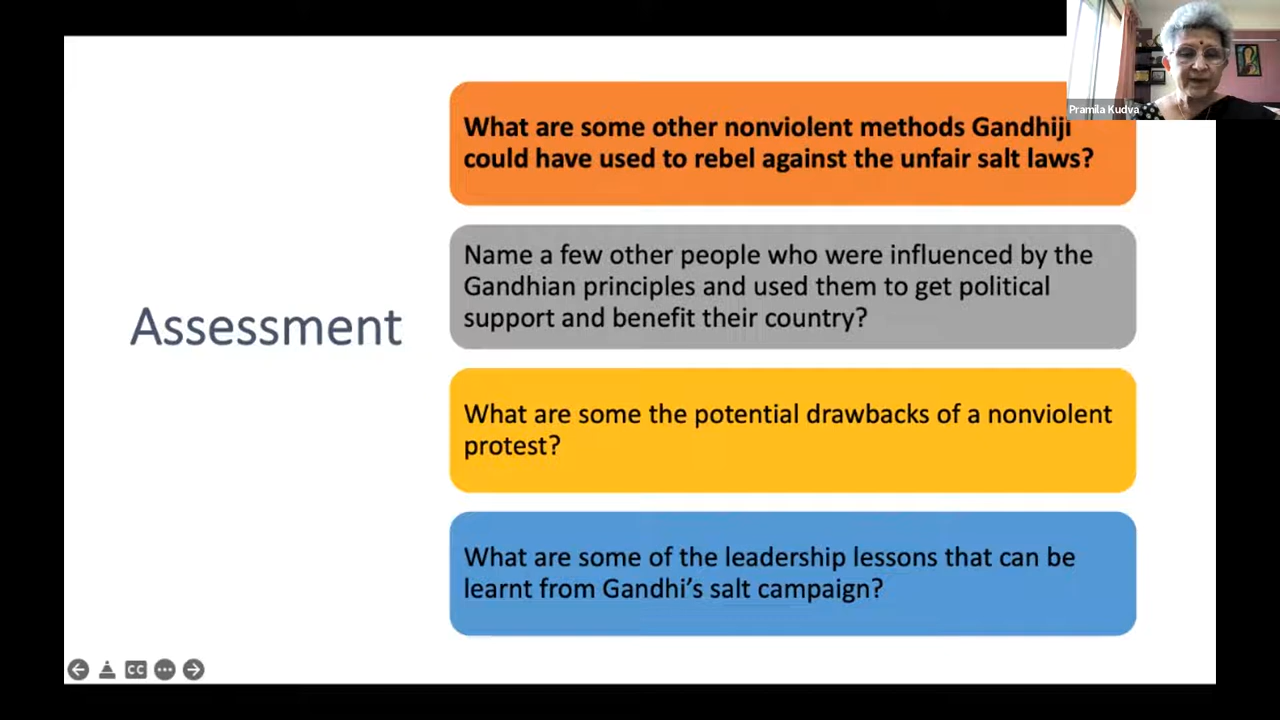 Pramila Kudva
What are some other nonviolent methods Gandhiji
could have used to rebel against the unfair salt laws?
Name a few other people who were influenced by the
Gandhian principles and used them to get political
support and benefit their country?
Assessment
What are some the potential drawbacks of a nonviolent
protest?
What are some of the leadership lessons that can be
learnt from Gandhi’s salt campaign?
CC